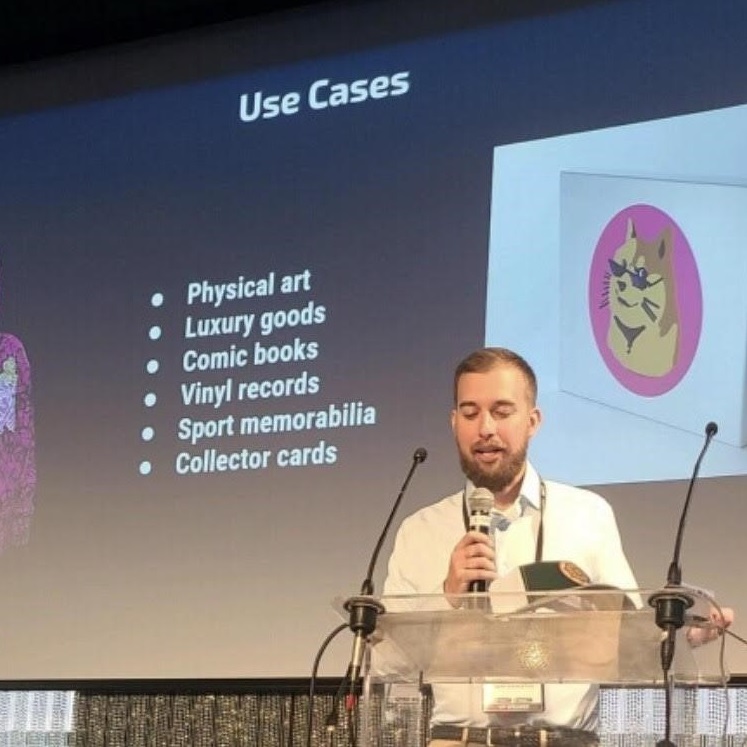 Use Cases
Physical art
Luxury goods
Comic books
Vinyl records
Sport memorabilia
Collector cards